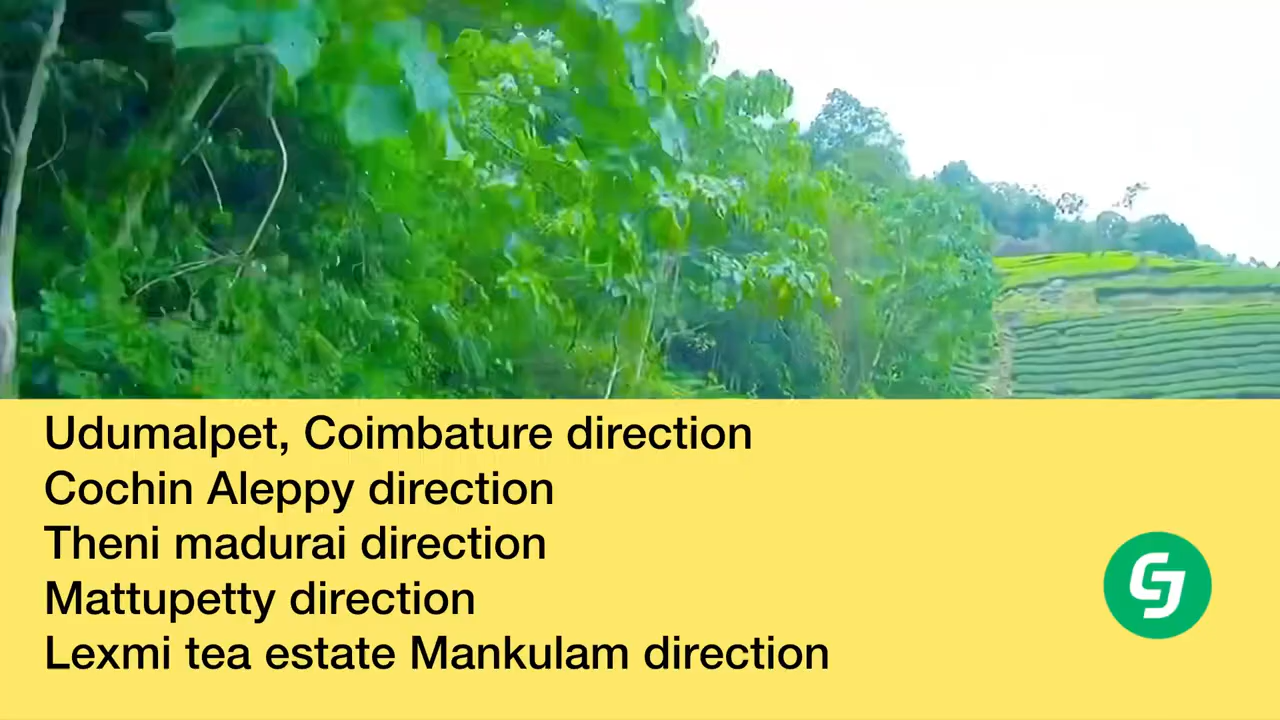 Udumalpet, Coimbature direction
Cochin Aleppy direction
Theni madurai direction
Mattupetty direction
Lexmi tea estate Mankulam direction